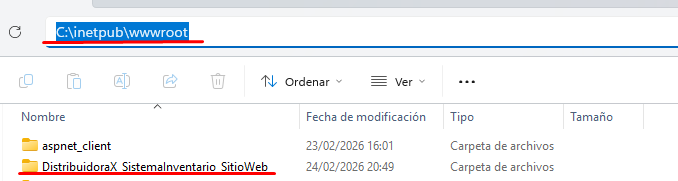 C:\inetpub\wwwroot
Ordenar Ver
Nombre Fecha de modificación Tipo Tamaño
aspnet_client 23/02/2026 16:01 Carpeta de archivos
DistribuidoraX_SistemaInventario_SitioWeb 24/02/2026 20:49 Carpeta de archivos